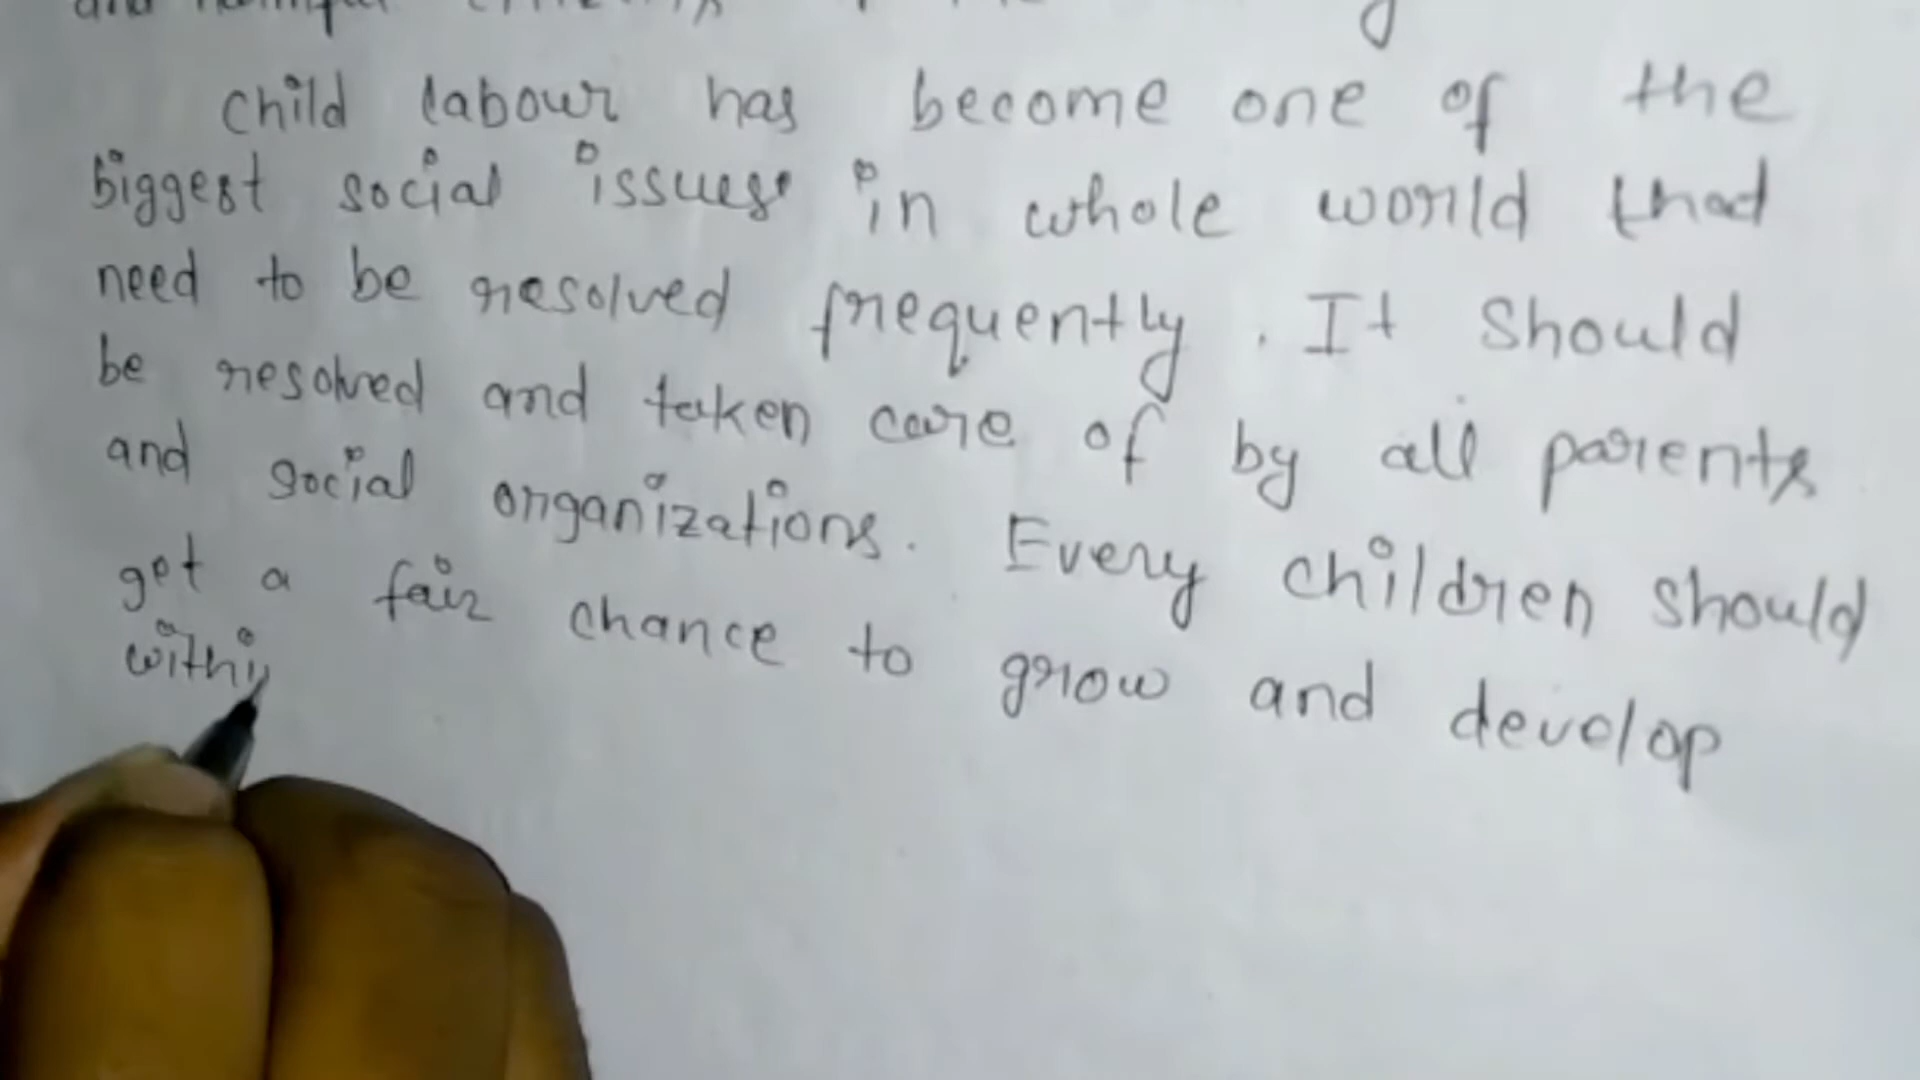 and
child labour has become one of the
biggest social issues in whole world that
need to be resolved frequently. It should
be resolved and taken care of by all parents
and social organizations. Every children should
get a fair chance to grow and develop
withi